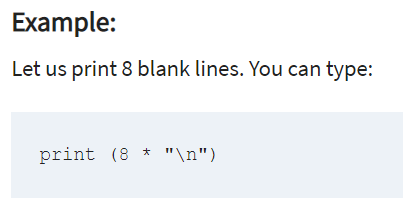 Example:
Let us print 8 blank lines. You can type:
print (8 * "\n")